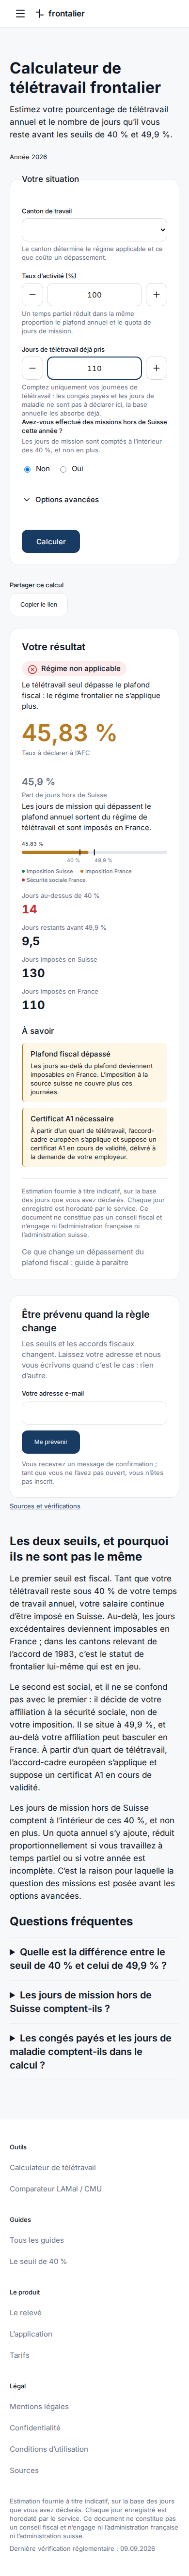 frontalier
Calculateur de
télétravail frontalier
Estimez votre pourcentage de télétravail
annuel et le nombre de jours qu’il vous
reste avant les seuils de 40 % et 49,9 %.
Année 2026
Votre situation
Canton de travail
Le canton détermine le régime applicable et ce
que coûte un dépassement.
Taux d’activité (%)
100
Un temps partiel réduit dans la même
proportion le plafond annuel et le quota de
jours de mission.
Jours de télétravail déjà pris
110
Comptez uniquement vos journées de
télétravail : les congés payés et les jours de
maladie ne sont pas à déclarer ici, la base
annuelle les absorbe déjà.
Avez-vous effectué des missions hors de Suisse
cette année ?
Les jours de mission sont comptés à l’intérieur
des 40 %, et non en plus.
Non
Oui
Options avancées
Calculer
Partager ce calcul
Copier le lien
Votre résultat
Régime non applicable
Le télétravail seul dépasse le plafond
fiscal : le régime frontalier ne s’applique
plus.
45,83 %
Taux à déclarer à l’AFC
45,9 %
Part de jours hors de Suisse
Les jours de mission qui dépassent le
plafond annuel sortent du régime de
télétravail et sont imposés en France.
45,83 %
40 %
49,9 %
Imposition Suisse
Imposition France
Sécurité sociale France
Jours au-dessus de 40 %
14
Jours restants avant 49,9 %
9,5
Jours imposés en Suisse
130
Jours imposés en France
110
À savoir
Plafond fiscal dépassé
Les jours au-delà du plafond deviennent
imposables en France. L’imposition à la
source suisse ne couvre plus ces
journées.
Certificat A1 nécessaire
À partir d’un quart de télétravail, l’accord-
cadre européen s’applique et suppose un
certificat A1 en cours de validité, délivré à
la demande de votre employeur.
Estimation fournie à titre indicatif, sur la base
des jours que vous avez déclarés. Chaque jour
enregistré est horodaté par le service. Ce
document ne constitue pas un conseil fiscal et
n’engage ni l’administration française ni
l’administration suisse.
Ce que change un dépassement du
plafond fiscal : guide à paraître
Être prévenu quand la règle
change
Les seuils et les accords fiscaux
changent. Laissez votre adresse et nous
vous écrivons quand c’est le cas : rien
d’autre.
Votre adresse e-mail
Me prévenir
Vous recevrez un message de confirmation ;
tant que vous ne l’avez pas ouvert, vous n’êtes
pas inscrit.
Sources et vérifications
Les deux seuils, et pourquoi
ils ne sont pas le même
Le premier seuil est fiscal. Tant que votre
télétravail reste sous 40 % de votre temps
de travail annuel, votre salaire continue
d’être imposé en Suisse. Au-delà, les jours
excédentaires deviennent imposables en
France ; dans les cantons relevant de
l’accord de 1983, c’est le statut de
frontalier lui-même qui est en jeu.
Le second est social, et il ne se confond
pas avec le premier : il décide de votre
affiliation à la sécurité sociale, non de
votre imposition. Il se situe à 49,9 %, et
au-delà votre affiliation peut basculer en
France. À partir d’un quart de télétravail,
l’accord-cadre européen s’applique et
suppose un certificat A1 en cours de
validité.
Les jours de mission hors de Suisse
comptent à l’intérieur de ces 40 %, et non
en plus. Un quota annuel s’y ajoute, réduit
proportionnellement si vous travaillez à
temps partiel ou si votre année est
incomplète. C’est la raison pour laquelle la
question des missions est posée avant les
options avancées.
Questions fréquentes
Quelle est la différence entre le
seuil de 40 % et celui de 49,9 % ?
Les jours de mission hors de
Suisse comptent-ils ?
Les congés payés et les jours de
maladie comptent-ils dans le
calcul ?
Outils
Calculateur de télétravail
Comparateur LAMal / CMU
Guides
Tous les guides
Le seuil de 40 %
Le produit
Le relevé
L’application
Tarifs
Légal
Mentions légales
Confidentialité
Conditions d’utilisation
Sources
Estimation fournie à titre indicatif, sur la base des jours
que vous avez déclarés. Chaque jour enregistré est
horodaté par le service. Ce document ne constitue pas
un conseil fiscal et n’engage ni l’administration française
ni l’administration suisse.
Dernière vérification réglementaire : 09.09.2026